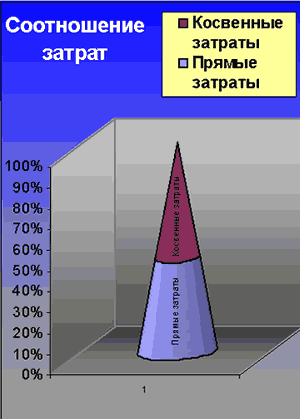 Соотношение
затрат
Косвенные
затраты
Прямые
затраты
100%
90%
80%
70%
60%
50%
40%
30%
20%
10%
0%
Косвенные затраты
Прямые затраты
1